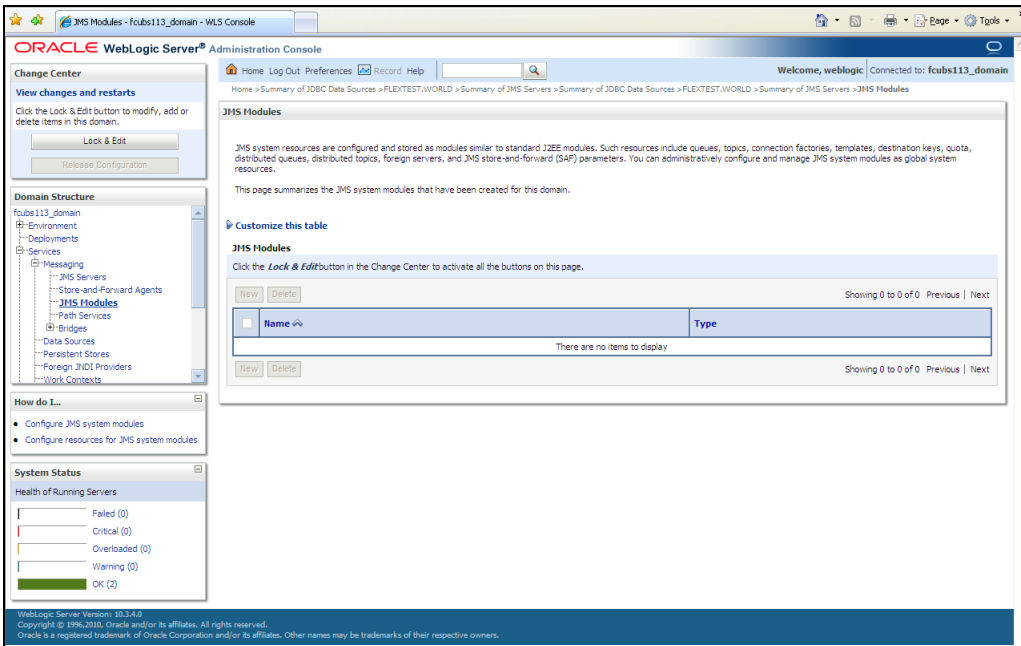 JMS Modules - fcubs113_domain - WLS Console
Page Tools
ORACLE WebLogic Server® Administration Console
Change Center
View changes and restarts
Click the Lock & Edit button to modify, add or
delete items in this domain.
Lock & Edit
Release Configuration
Domain Structure
fcubs113_domain
Environment
Deployments
Services
Messaging
JMS Servers
Store-and-Forward Agents
JMS Modules
Path Services
Bridges
Data Sources
Persistent Stores
Foreign JNDI Providers
Work Contexts
How do I...
Configure JMS system modules
Configure resources for JMS system modules
System Status
Health of Running Servers
Failed (0)
Critical (0)
Overloaded (0)
Warning (0)
OK (2)
Home Log Out Preferences Record Help
Welcome, weblogic Connected to: fcubs113_domain
Home >Summary of JDBC Data Sources >FLEXTEST.WORLD >Summary of JMS Servers >Summary of JDBC Data Sources >FLEXTEST.WORLD >Summary of JMS Servers >JMS Modules
JMS Modules
JMS system resources are configured and stored as modules similar to standard J2EE modules. Such resources include queues, topics, connection factories, templates, destination keys, quota,
distributed queues, distributed topics, foreign servers, and JMS store-and-forward (SAF) parameters. You can administratively configure and manage JMS system modules as global system
resources.
This page summarizes the JMS system modules that have been created for this domain.
Customize this table
JMS Modules
Click the Lock & Edit button in the Change Center to activate all the buttons on this page.
New Delete
Showing 0 to 0 of 0 Previous | Next
Name Type
There are no items to display
New Delete
Showing 0 to 0 of 0 Previous | Next
WebLogic Server Version: 10.3.4.0
Copyright © 1996,2010, Oracle and/or its affiliates. All rights reserved.
Oracle is a registered trademark of Oracle Corporation and/or its affiliates. Other names may be trademarks of their respective owners.